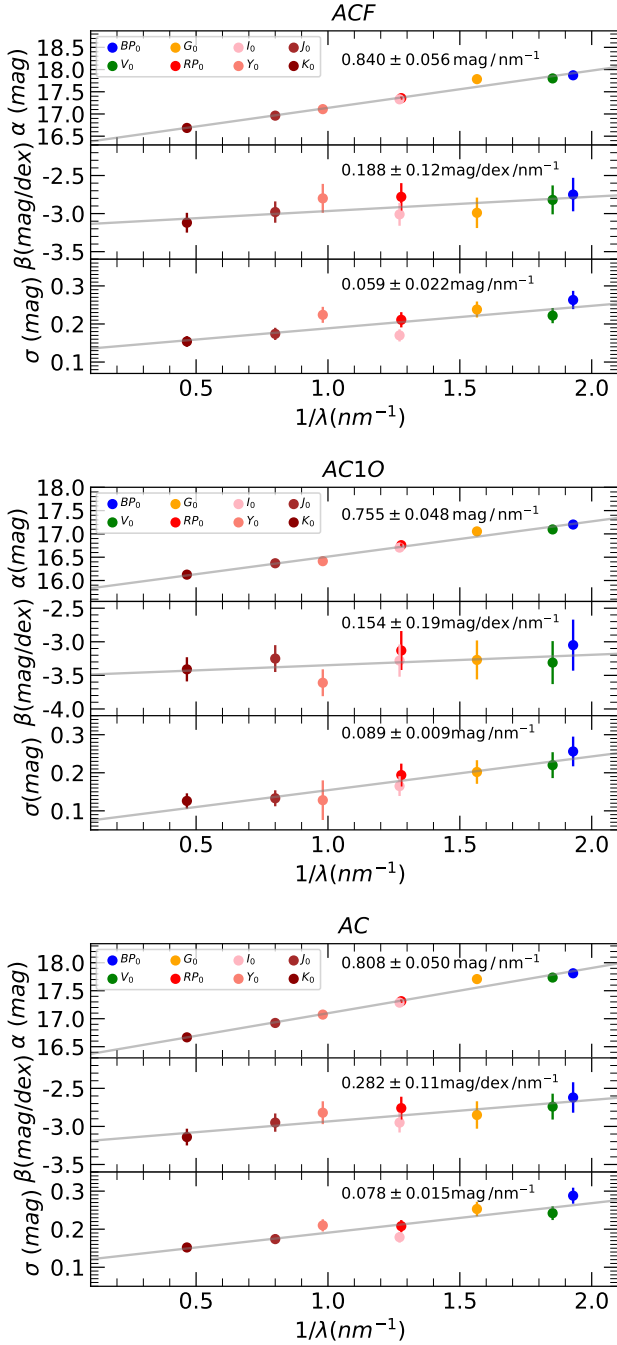 ACF
BP₀ G₀ I₀ J₀
V₀ RP₀ Y₀ K₀
0.840 ± 0.056 mag/nm⁻¹
18.5
18.0
17.5
17.0
16.5
α (mag)
0.188 ± 0.12mag/dex/nm⁻¹
-2.5
-3.0
-3.5
β(mag/dex)
0.059 ± 0.022mag/nm⁻¹
0.3
0.2
0.1
σ (mag)
0.5 1.0 1.5 2.0
1/λ(nm⁻¹)
AC1O
BP₀ G₀ I₀ J₀
V₀ RP₀ Y₀ K₀
0.755 ± 0.048 mag/nm⁻¹
18.0
17.5
17.0
16.5
16.0
α(mag)
0.154 ± 0.19mag/dex/nm⁻¹
-2.5
-3.0
-3.5
-4.0
β(mag/dex)
0.089 ± 0.009mag/nm⁻¹
0.3
0.2
0.1
σ(mag)
0.5 1.0 1.5 2.0
1/λ(nm⁻¹)
AC
BP₀ G₀ I₀ J₀
V₀ RP₀ Y₀ K₀
0.808 ± 0.050 mag/nm⁻¹
18.0
17.5
17.0
16.5
α (mag)
0.282 ± 0.11mag/dex/nm⁻¹
-2.5
-3.0
-3.5
β(mag/dex)
0.078 ± 0.015mag/nm⁻¹
0.3
0.2
0.1
σ (mag)
0.5 1.0 1.5 2.0
1/λ(nm⁻¹)